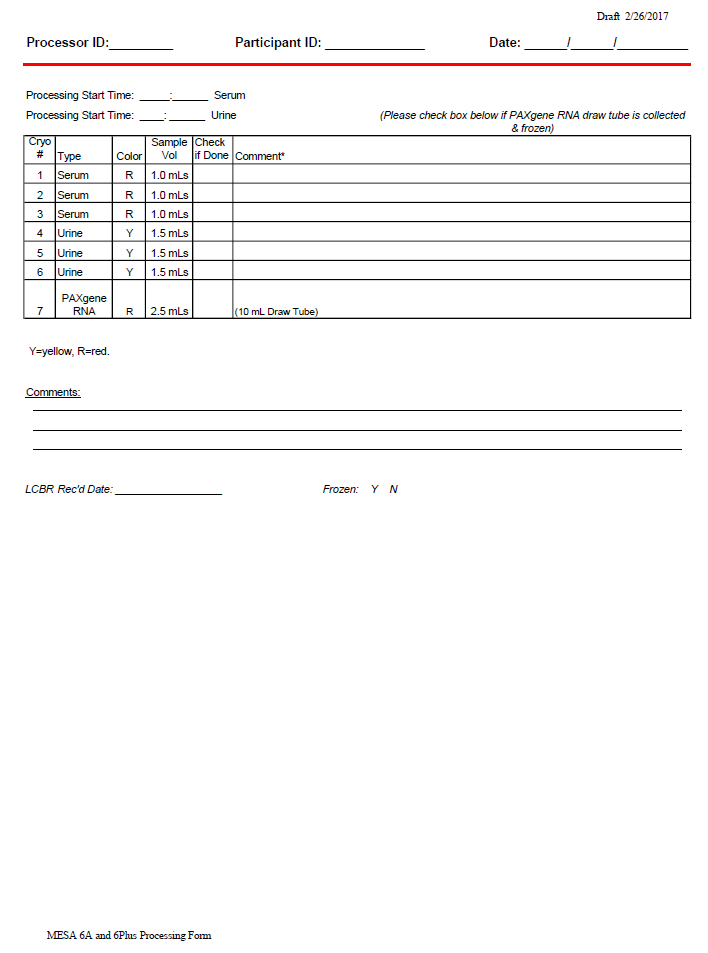 Draft 2/26/2017
Processor ID:_________ Participant ID: ______________ Date: ______/______/__________
Processing Start Time: _____:______ Serum
Processing Start Time: ____: ______ Urine (Please check box below if PAXgene RNA draw tube is collected
& frozen)
Cryo # Type Color Sample Vol Check if Done Comment*
1 Serum R 1.0 mLs
2 Serum R 1.0 mLs
3 Serum R 1.0 mLs
4 Urine Y 1.5 mLs
5 Urine Y 1.5 mLs
6 Urine Y 1.5 mLs
7 PAXgene RNA R 2.5 mLs (10 mL Draw Tube)
Y=yellow, R=red.
Comments:
LCBR Rec'd Date: __________________ Frozen: Y N
MESA 6A and 6Plus Processing Form